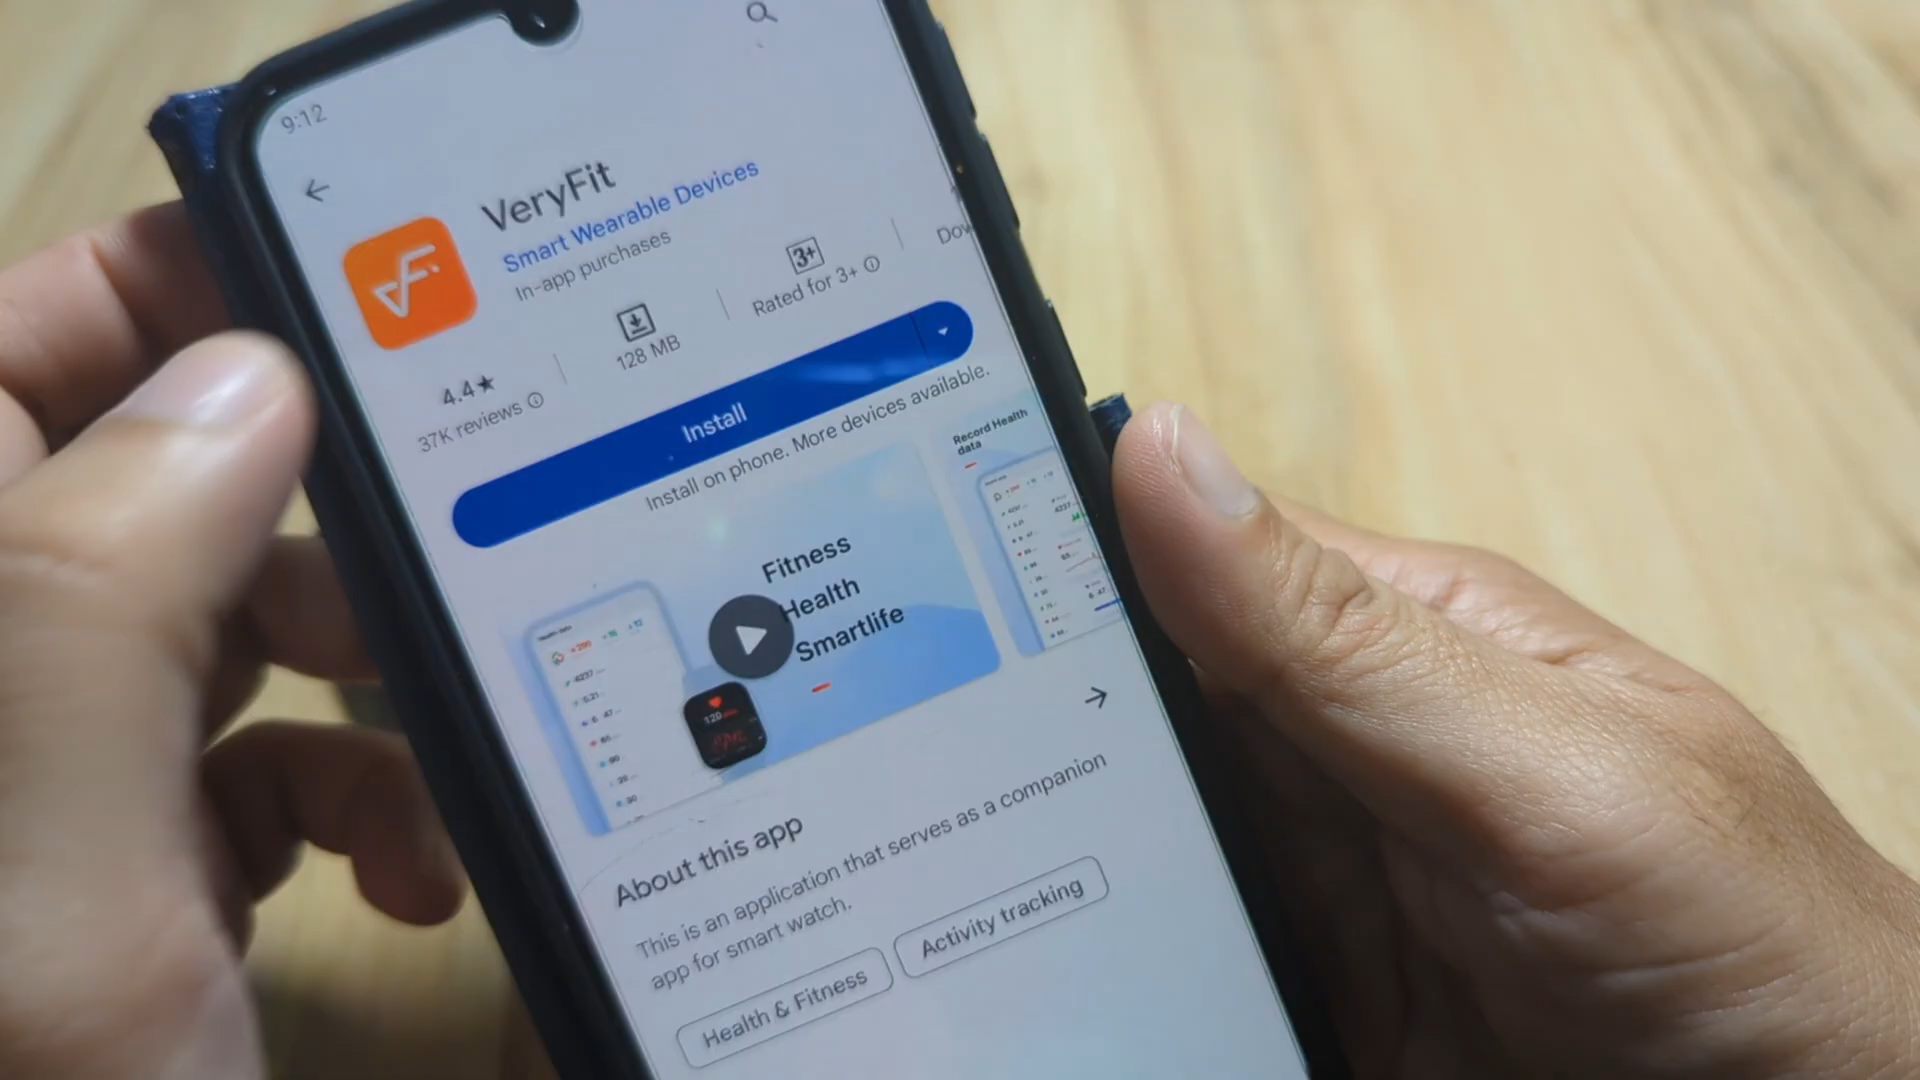 9:12
VeryFit
Smart Wearable Devices
In-app purchases
4.4★
37K reviews
128 MB
3+
Rated for 3+
Install
Install on phone. More devices available.
Fitness
Health
Smartlife
120
Record Health
data
About this app
This is an application that serves as a companion
app for smart watch.
Health & Fitness
Activity tracking